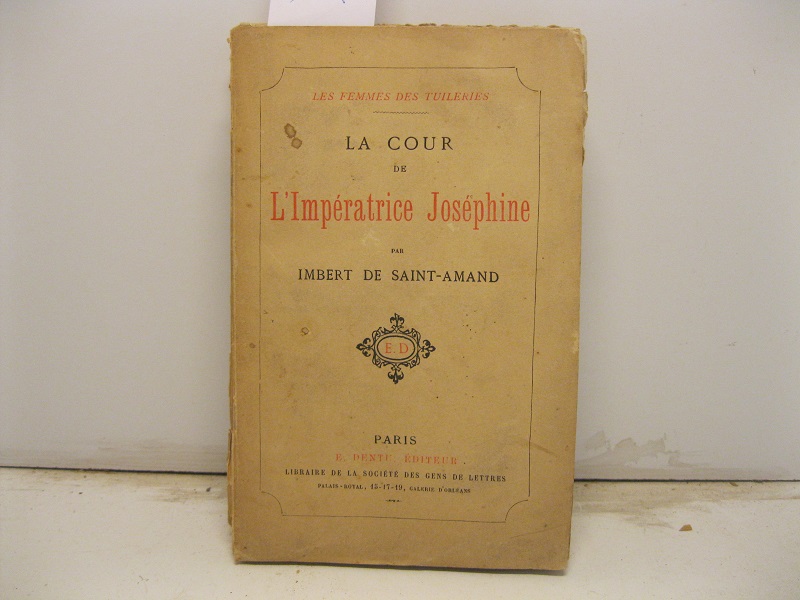 LES FEMMES DES TUILERIES
LA COUR
DE
L'Impératrice Joséphine
PAR
IMBERT DE SAINT-AMAND
E. D
PARIS
E. DENTU, ÉDITEUR
LIBRAIRE DE LA SOCIÉTÉ DES GENS DE LETTRES
PALAIS-ROYAL, 15-17-19, GALERIE D'ORLÉANS